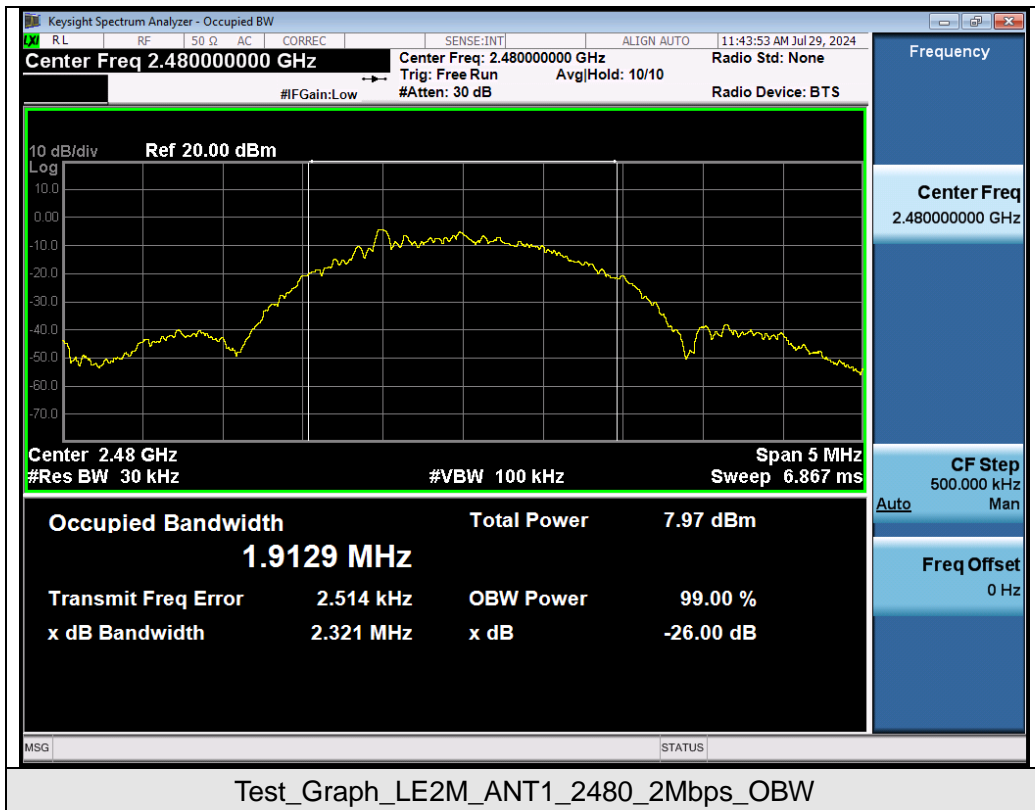 Keysight Spectrum Analyzer - Occupied BW
LXI RL RF 50 Ω AC CORREC SENSE:INT ALIGN AUTO 11:43:53 AM Jul 29, 2024
Center Freq 2.480000000 GHz
#IFGain:Low
Center Freq: 2.480000000 GHz
Trig: Free Run Avg|Hold: 10/10
#Atten: 30 dB
Radio Std: None
Radio Device: BTS
10 dB/div Ref 20.00 dBm
Log
10.0
0.00
-10.0
-20.0
-30.0
-40.0
-50.0
-60.0
-70.0
Center 2.48 GHz Span 5 MHz
#Res BW 30 kHz #VBW 100 kHz Sweep 6.867 ms
Occupied Bandwidth Total Power 7.97 dBm
1.9129 MHz
Transmit Freq Error 2.514 kHz OBW Power 99.00 %
x dB Bandwidth 2.321 MHz x dB -26.00 dB
Frequency
Center Freq
2.480000000 GHz
CF Step
500.000 kHz
Auto Man
Freq Offset
0 Hz
MSG STATUS
Test_Graph_LE2M_ANT1_2480_2Mbps_OBW